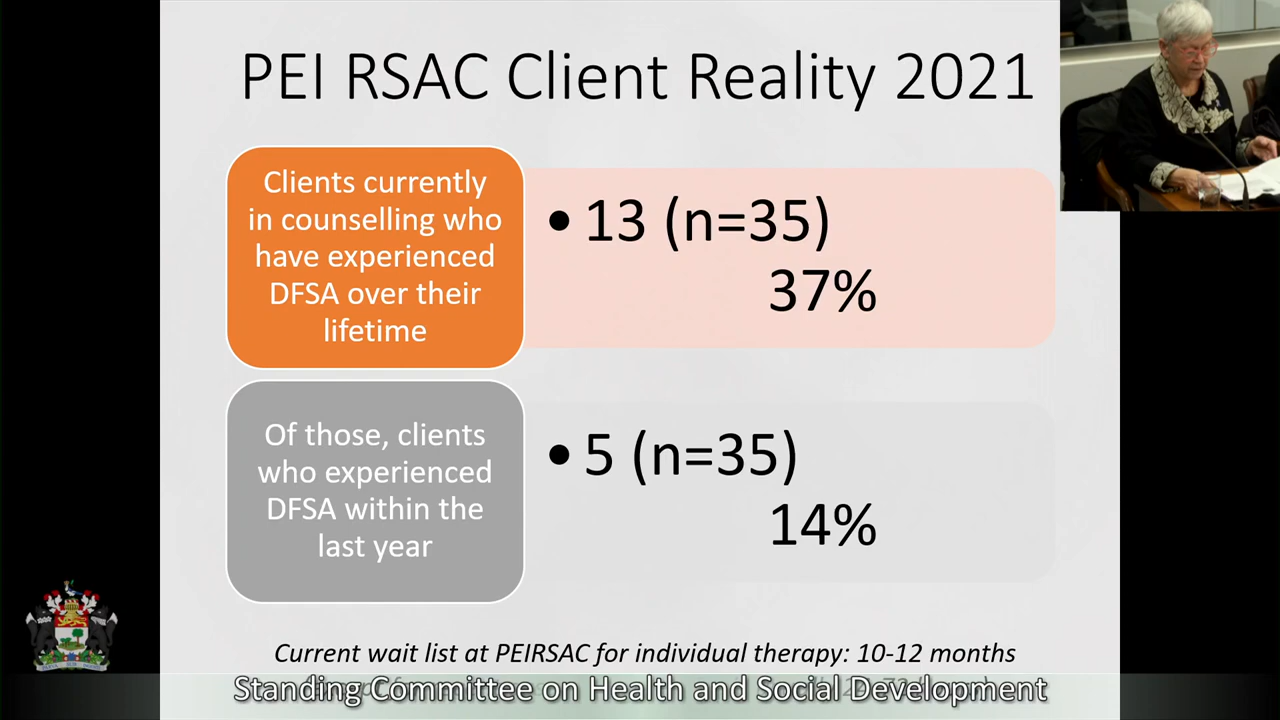 PEI RSAC Client Reality 2021
Clients currently
in counselling who
have experienced
DFSA over their
lifetime
• 13 (n=35)
37%
Of those, clients
who experienced
DFSA within the
last year
• 5 (n=35)
14%
Current wait list at PEIRSAC for individual therapy: 10-12 months
Standing Committee on Health and Social Development